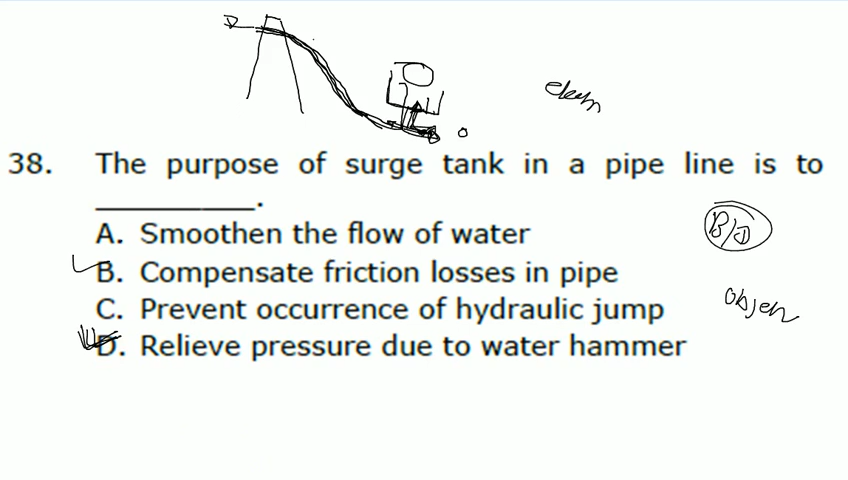 38. The purpose of surge tank in a pipe line is to
__________.
A. Smoothen the flow of water
B. Compensate friction losses in pipe
B/D
C. Prevent occurrence of hydraulic jump
D. Relieve pressure due to water hammer